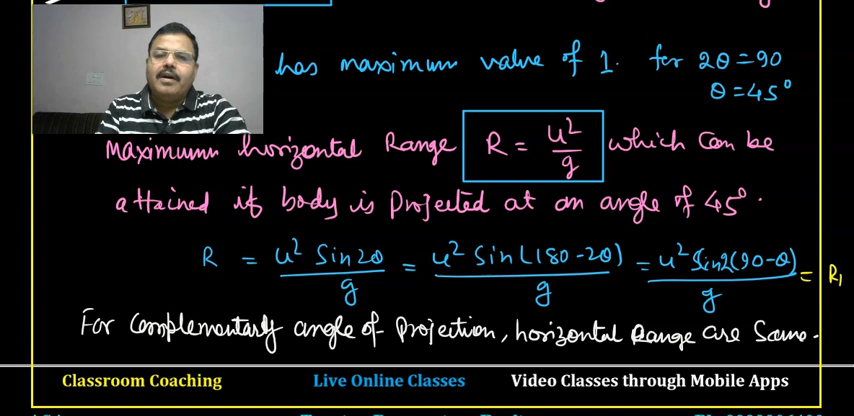 has maximum value of 1. for 2θ = 90
θ = 45°
Maximum horizontal Range R = u²/g which can be
attained if body is projected at an angle of 45°.
R = u² Sin2θ/g = u² Sin(180-2θ)/g = u² Sin2(90-θ)/g = R₁
For Complementary angle of Projection, horizontal Range are Same.
Classroom Coaching Live Online Classes Video Classes through Mobile Apps